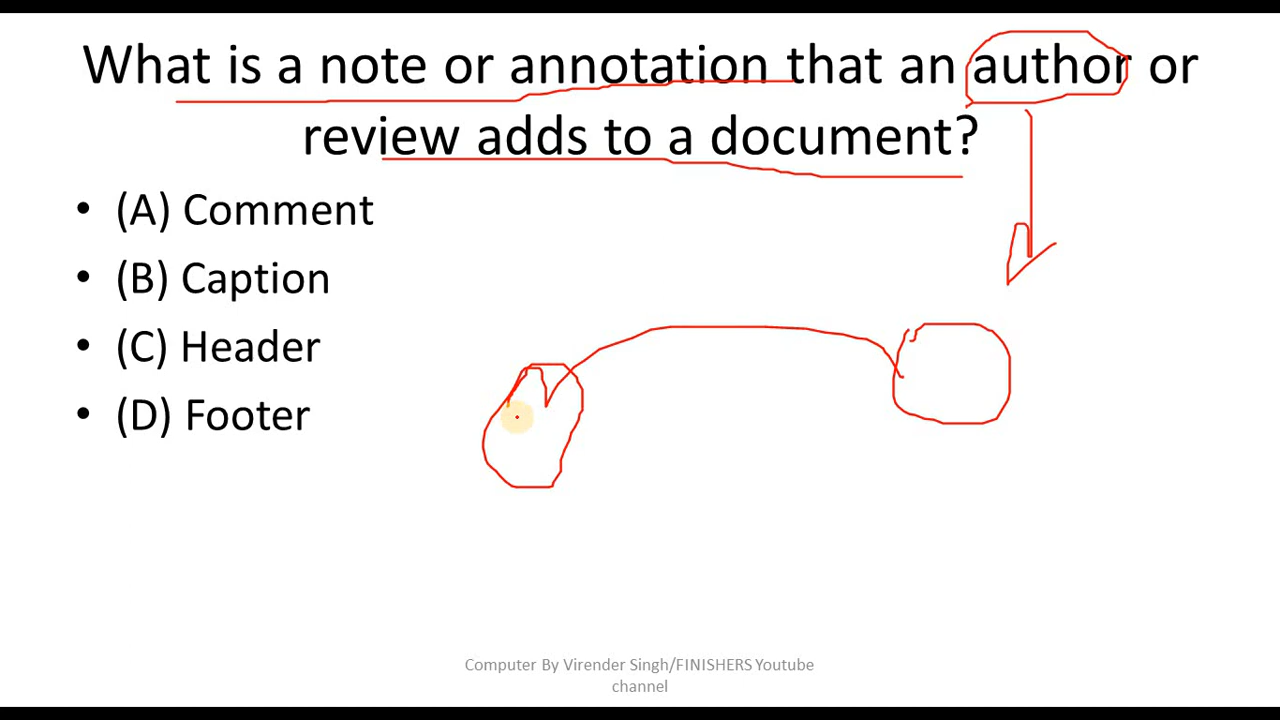 What is a note or annotation that an author or
review adds to a document?
• (A) Comment
• (B) Caption
• (C) Header
• (D) Footer
Computer By Virender Singh/FINISHERS Youtube
channel